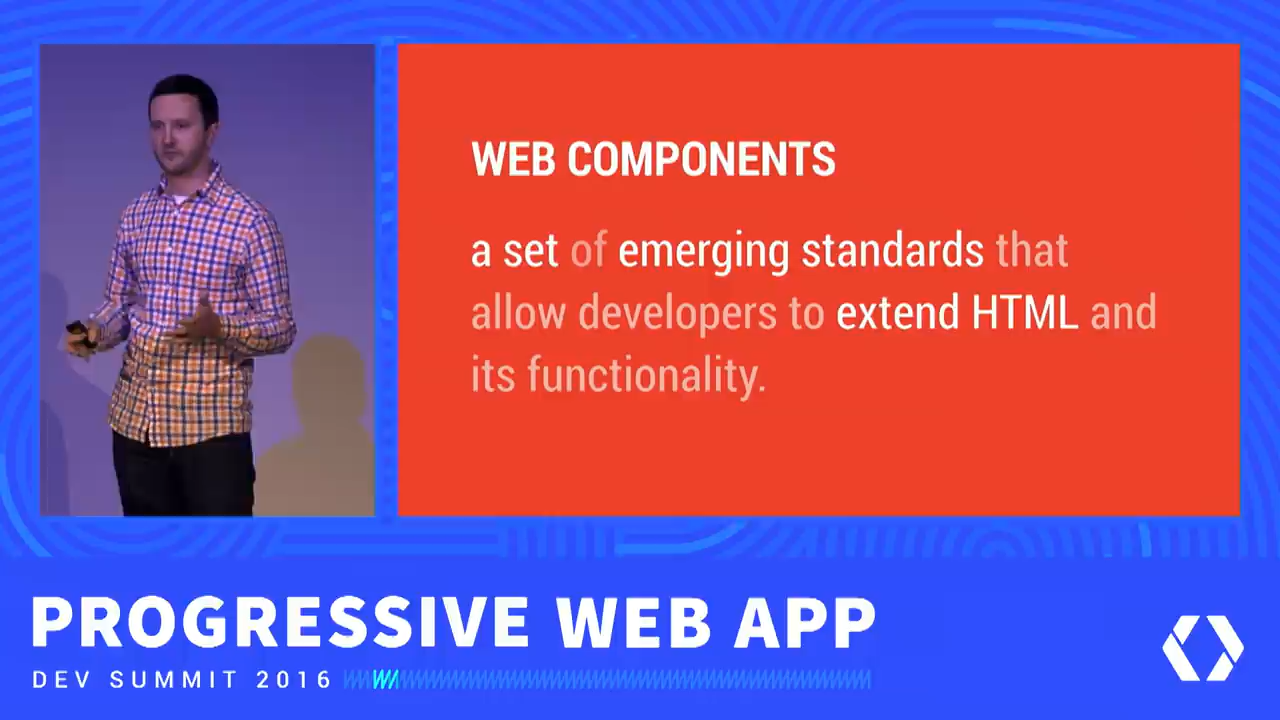 WEB COMPONENTS
a set of emerging standards that
allow developers to extend HTML and
its functionality.
PROGRESSIVE WEB APP
DEV SUMMIT 2016